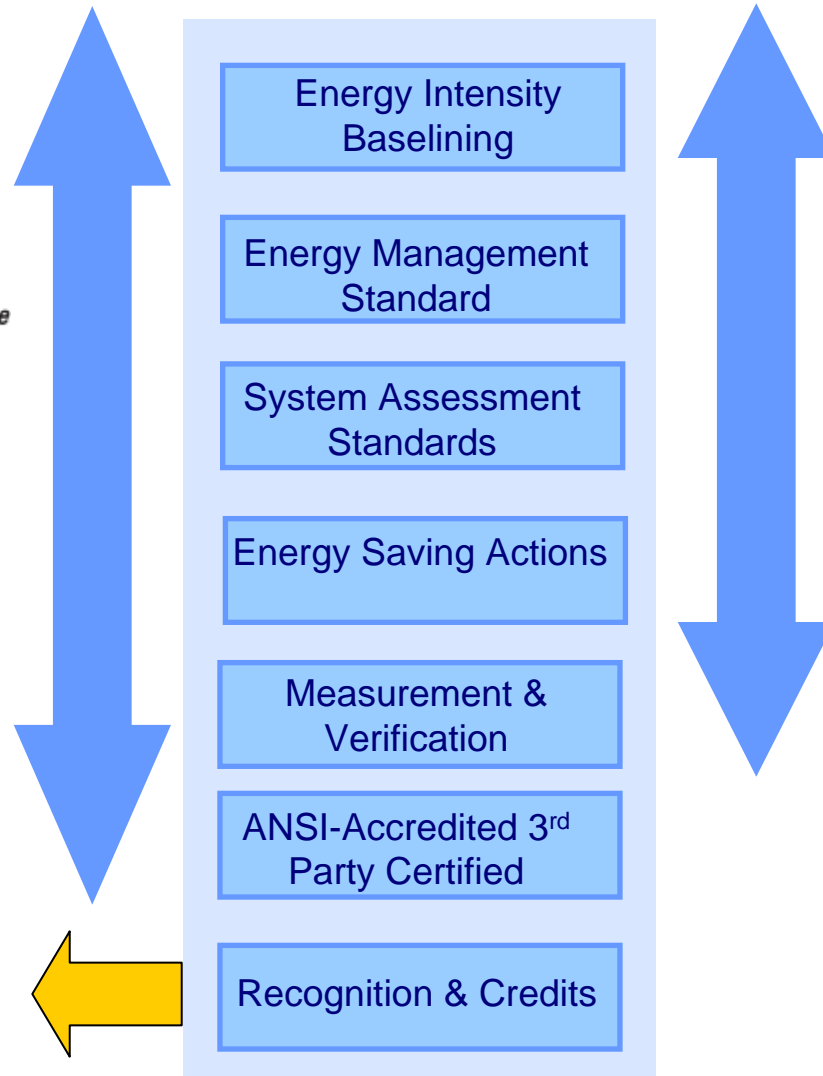 Energy Intensity
Baselining
Energy Management
Standard
System Assessment
Standards
Energy Saving Actions
Measurement &
Verification
ANSI-Accredited 3rd
Party Certified
Recognition & Credits